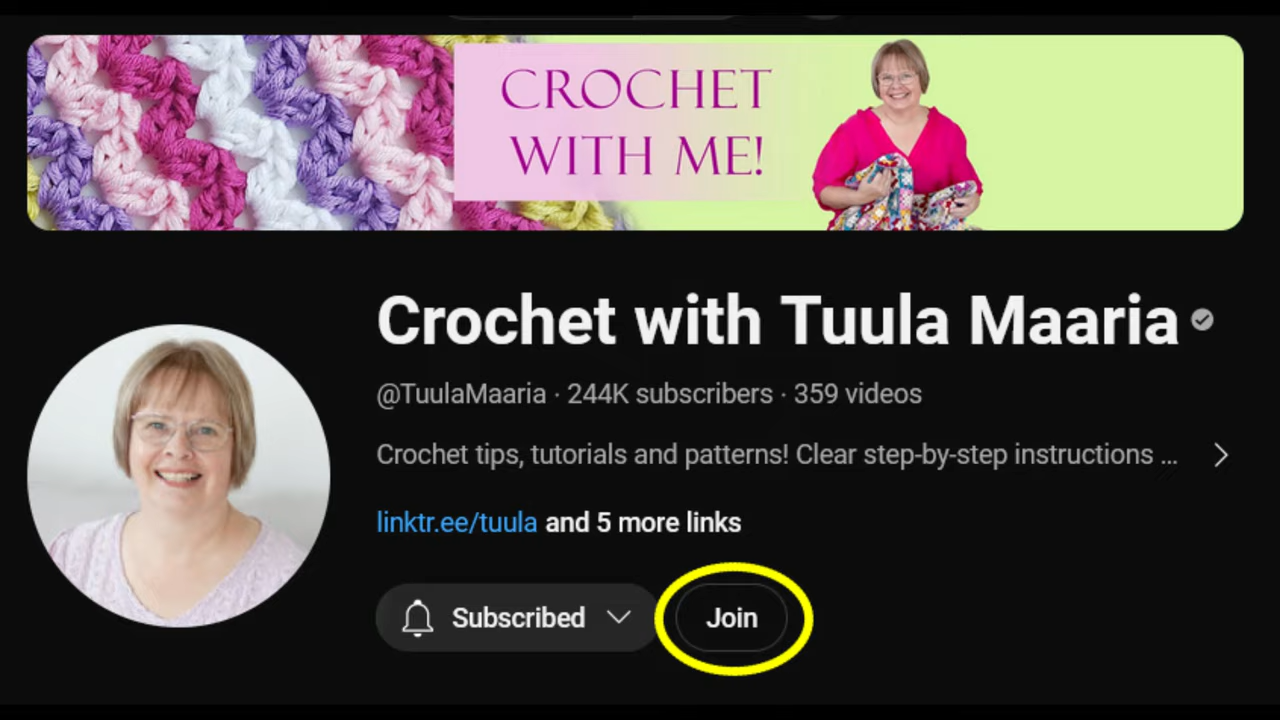 CROCHET
WITH ME!
Crochet with Tuula Maaria
@TuulaMaaria · 244K subscribers · 359 videos
Crochet tips, tutorials and patterns! Clear step-by-step instructions ...
linktr.ee/tuula and 5 more links
Subscribed
Join